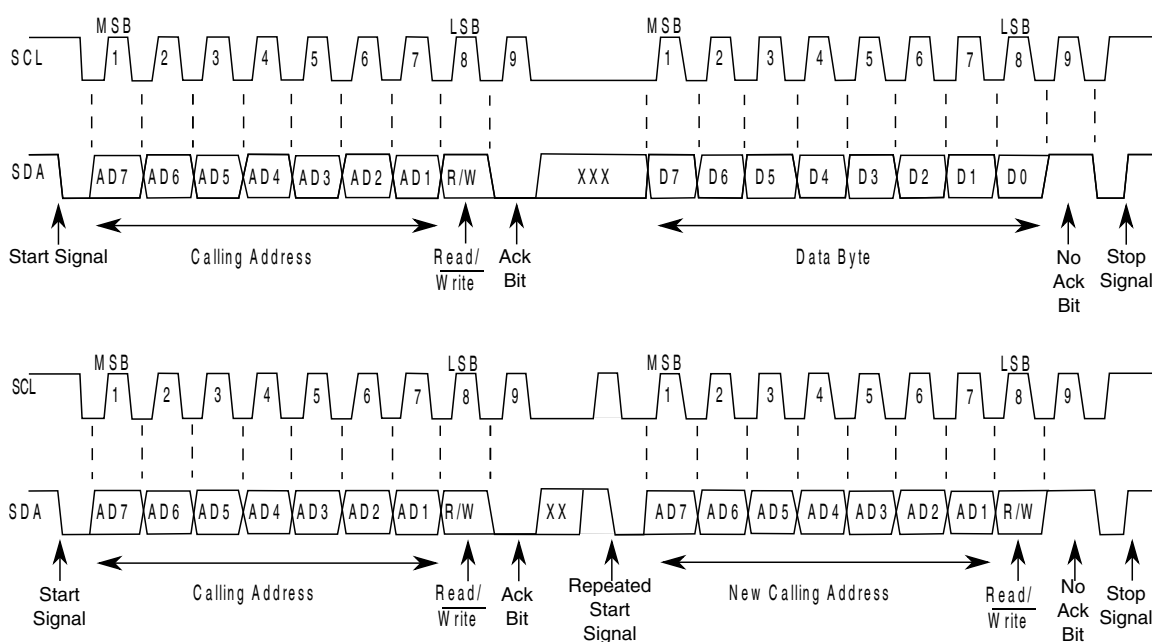 MSB LSB MSB LSB
SCL 1 2 3 4 5 6 7 8 9 1 2 3 4 5 6 7 8 9
SDA AD7 AD6 AD5 AD4 AD3 AD2 AD1 R/W XXX D7 D6 D5 D4 D3 D2 D1 D0
Start Signal Calling Address Read/ Ack Data Byte No Stop
Write Bit Ack Signal
Bit
MSB LSB MSB LSB
SCL 1 2 3 4 5 6 7 8 9 1 2 3 4 5 6 7 8 9
SDA AD7 AD6 AD5 AD4 AD3 AD2 AD1 R/W XX AD7 AD6 AD5 AD4 AD3 AD2 AD1 R/W
Start Calling Address Read/ Ack Repeated New Calling Address Read/ No Stop
Signal Write Bit Start Write Ack Signal
Signal Bit